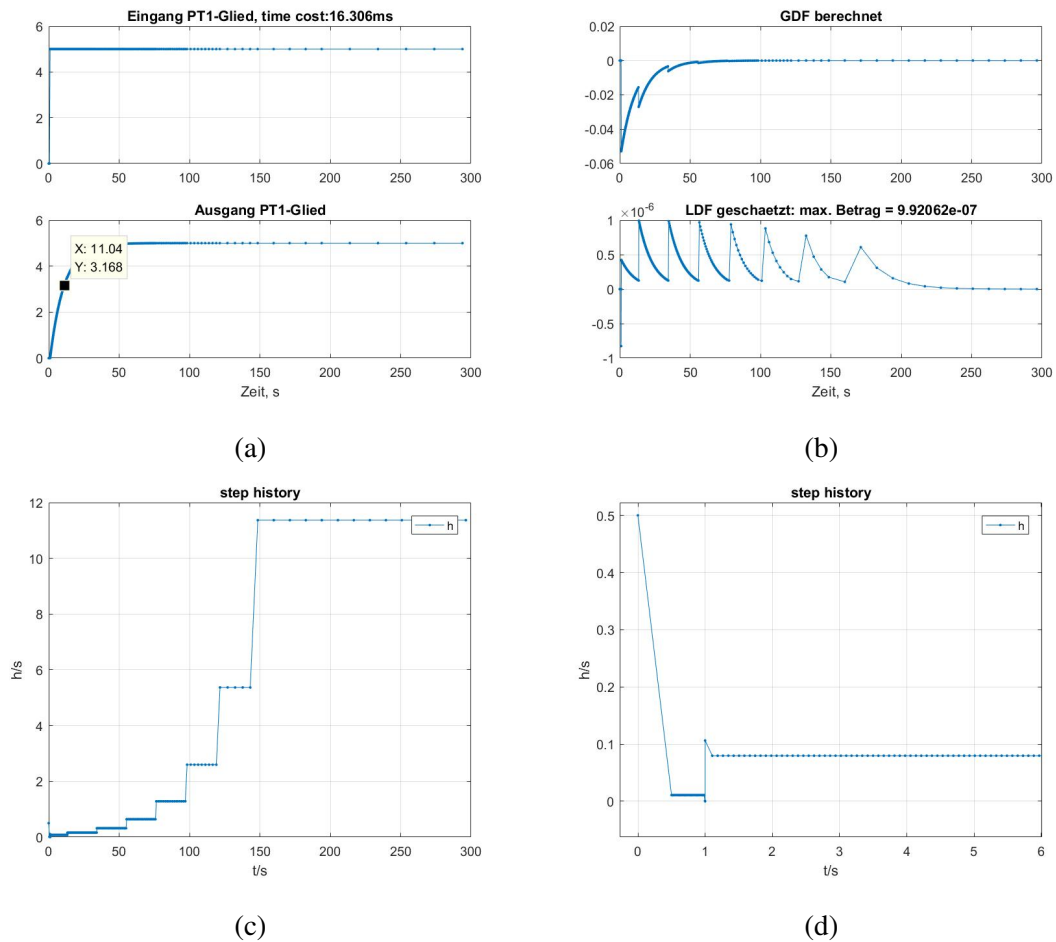 Eingang PT1-Glied, time cost:16.306ms
6
4
2
0
0 50 100 150 200 250 300
Ausgang PT1-Glied
6
4
2
0
X: 11.04
Y: 3.168
0 50 100 150 200 250 300
Zeit, s
(a)
GDF berechnet
0.02
0
-0.02
-0.04
-0.06
0 50 100 150 200 250 300
×10-6
LDF geschaetzt: max. Betrag = 9.92062e-07
1
0.5
0
-0.5
-1
0 50 100 150 200 250 300
Zeit, s
(b)
step history
12
10
8
6
4
2
0
h/s
h
0 50 100 150 200 250 300
t/s
(c)
step history
0.5
0.4
0.3
0.2
0.1
0
h/s
h
0 1 2 3 4 5 6
t/s
(d)